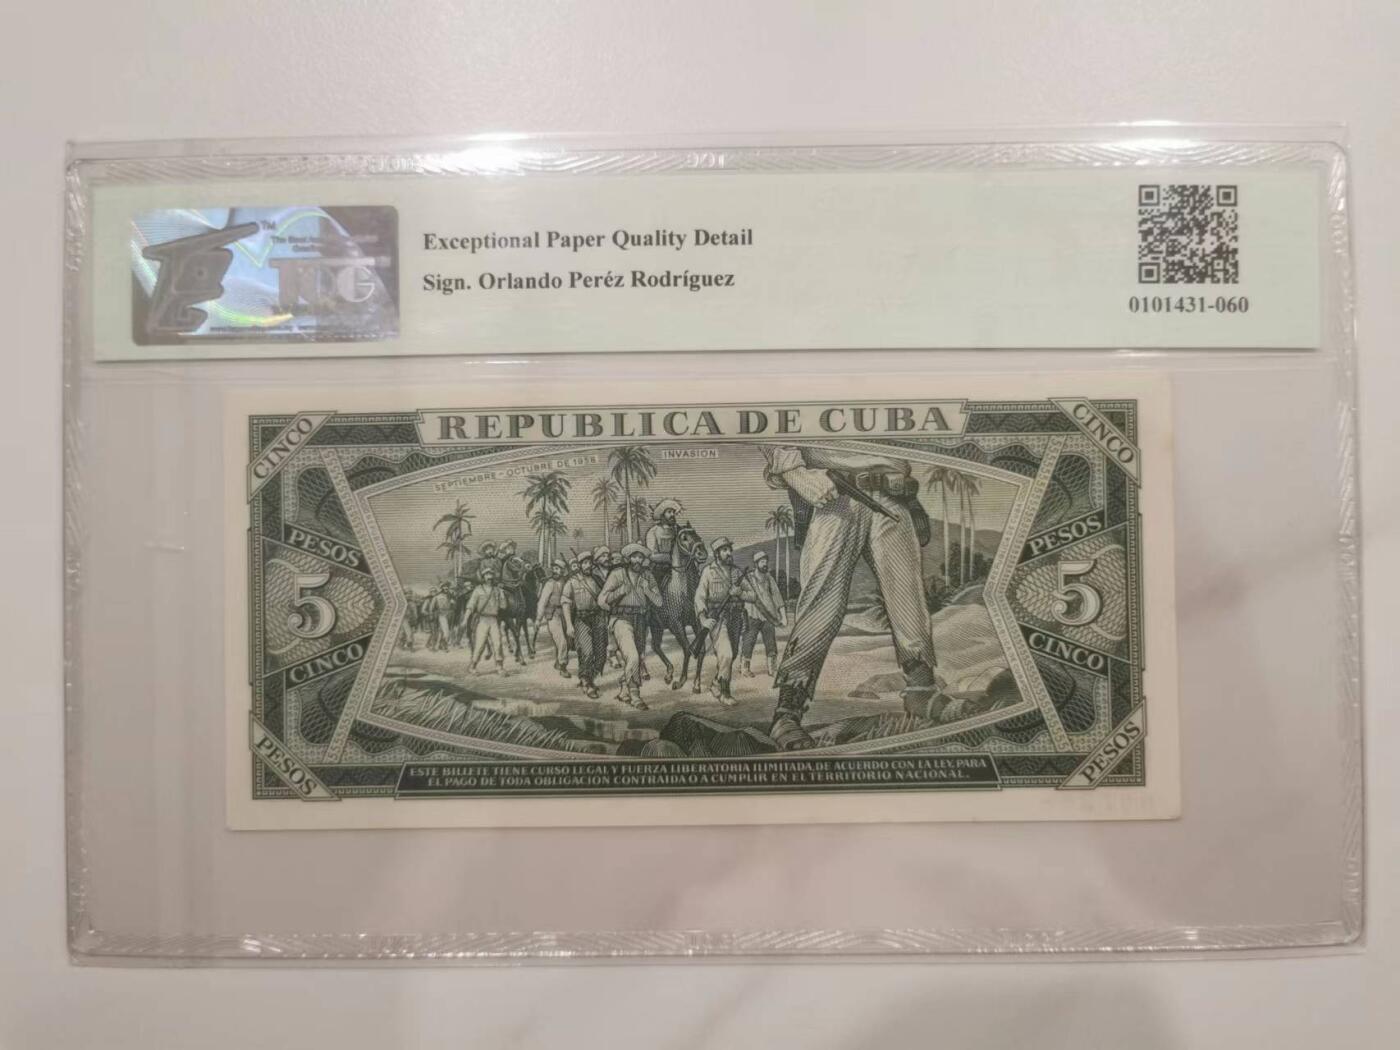 TM
TQG
Exceptional Paper Quality Detail
Sign. Orlando Peréz Rodríguez
0101431-060
REPUBLICA DE CUBA
CINCO
CINCO
SEPTIEMBRE - OCTUBRE DE 1958
INVASION
PESOS
PESOS
5
5
CINCO
CINCO
PESOS
PESOS
ESTE BILLETE TIENE CURSO LEGAL Y FUERZA LIBERATORIA ILIMITADA, DE ACUERDO CON LA LEY, PARA
EL PAGO DE TODA OBLIGACION CONTRAIDA O A CUMPLIR EN EL TERRITORIO NACIONAL.